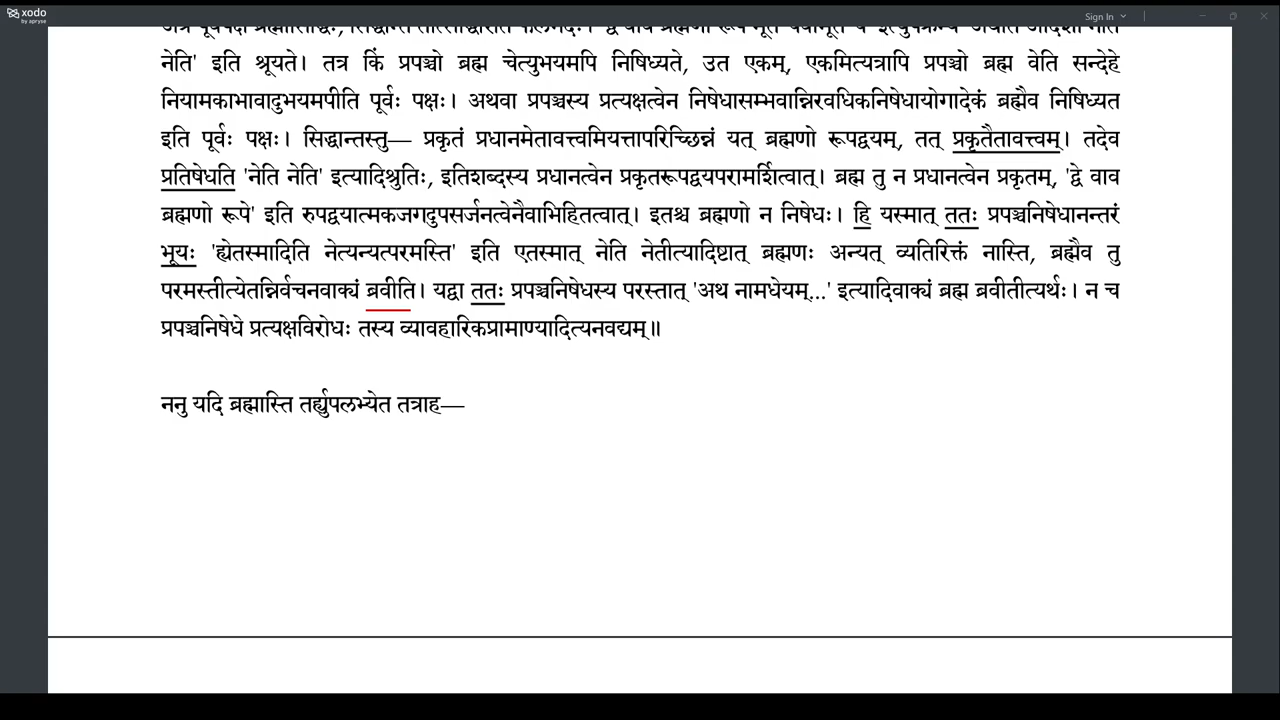 xodo
by apryse
Sign In
नेति' इति श्रूयते। तत्र किं प्रपञ्चो ब्रह्म चेत्युभयमपि निषिध्यते, उत एकम्, एकमित्यत्रापि प्रपञ्चो ब्रह्म वेति सन्देहे
नियामकाभावादुभयमपीति पूर्वः पक्षः। अथवा प्रपञ्चस्य प्रत्यक्षत्वेन निषेधासम्भवान्निरवधिकनिषेधायोगादेकं ब्रह्मैव निषिध्यत
इति पूर्वः पक्षः। सिद्धान्तस्तु— प्रकृतं प्रधानमेतावत्त्वमियत्तापरिच्छिन्नं यत् ब्रह्मणो रूपद्वयम्, तत् प्रकृतैतावत्त्वम्। तदेव
प्रतिषेधति 'नेति नेति' इत्यादिश्रुतिः, इतिशब्दस्य प्रधानत्वेन प्रकृतरूपद्वयपरामर्शित्वात्। ब्रह्म तु न प्रधानत्वेन प्रकृतम्, 'द्वे वाव
ब्रह्मणो रूपे' इति रुपद्वयात्मकजगदुपसर्जनत्वेनैवाभिहितत्वात्। इतश्च ब्रह्मणो न निषेधः। हि यस्मात् ततः प्रपञ्चनिषेधानन्तरं
भूयः 'ह्येतस्मादिति नेत्यन्यत्परमस्ति' इति एतस्मात् नेति नेतीत्यादिष्टात् ब्रह्मणः अन्यत् व्यतिरिक्तं नास्ति, ब्रह्मैव तु
परमस्तीत्येतन्निर्वचनवाक्यं ब्रवीति। यद्वा ततः प्रपञ्चनिषेधस्य परस्तात् 'अथ नामधेयम्...' इत्यादिवाक्यं ब्रह्म ब्रवीतीत्यर्थः। न च
प्रपञ्चनिषेधे प्रत्यक्षविरोधः तस्य व्यावहारिकप्रामाण्यादित्यनवद्यम्॥
ननु यदि ब्रह्मास्ति तर्ह्युपलभ्येत तत्राह—